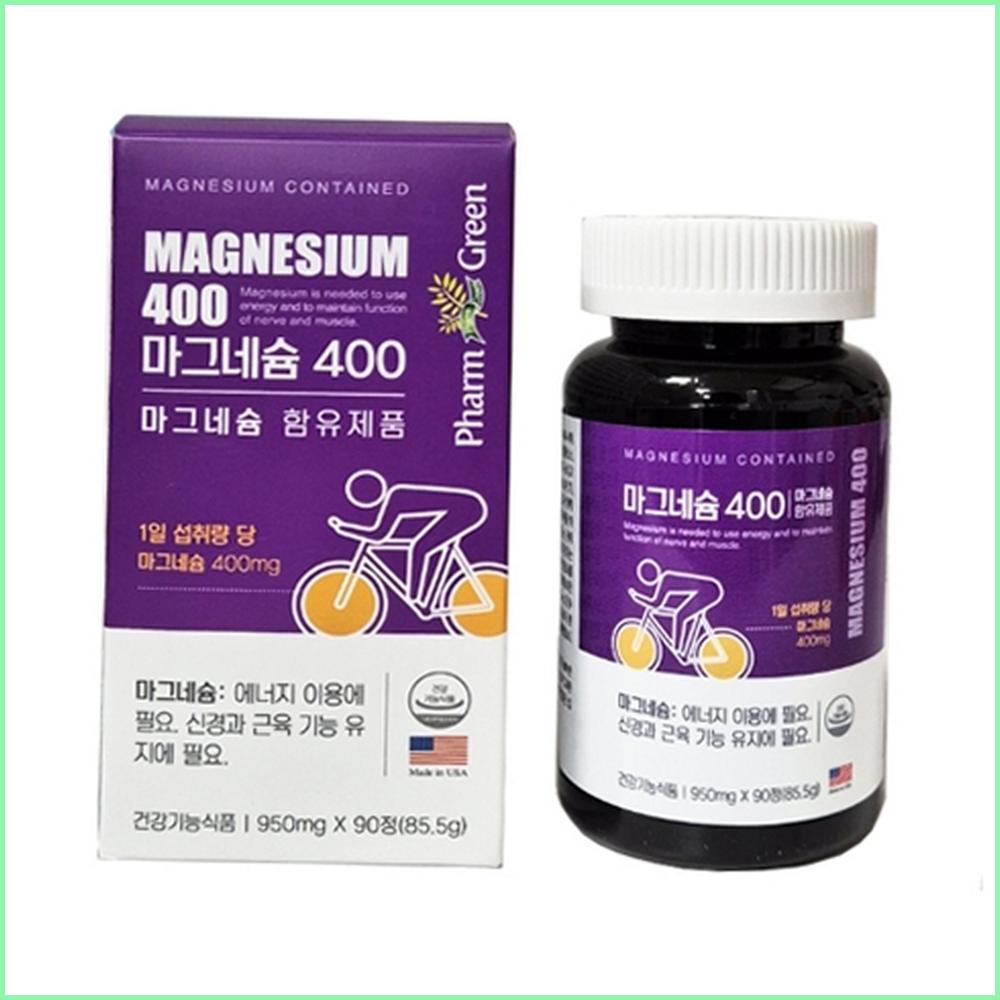 MAGNESIUM CONTAINED
MAGNESIUM
400
Magnesium is needed to use
energy and to maintain function
of nerve and muscle.
마그네슘 400
마그네슘 함유제품
Pharm Green
1일 섭취량 당
마그네슘 400mg
마그네슘: 에너지 이용에
필요. 신경과 근육 기능 유
지에 필요.
건강
기능식품
Made in USA
건강기능식품 | 950mg X 90정(85.5g)
MAGNESIUM CONTAINED
마그네슘 400
마그네슘
함유제품
Magnesium is needed to use energy and to maintain
function of nerve and muscle.
MAGNESIUM 400
1일 섭취량 당
마그네슘
400mg
마그네슘: 에너지 이용에 필요.
신경과 근육 기능 유지에 필요.
건강기능식품 | 950mg X 90정(85.5g)